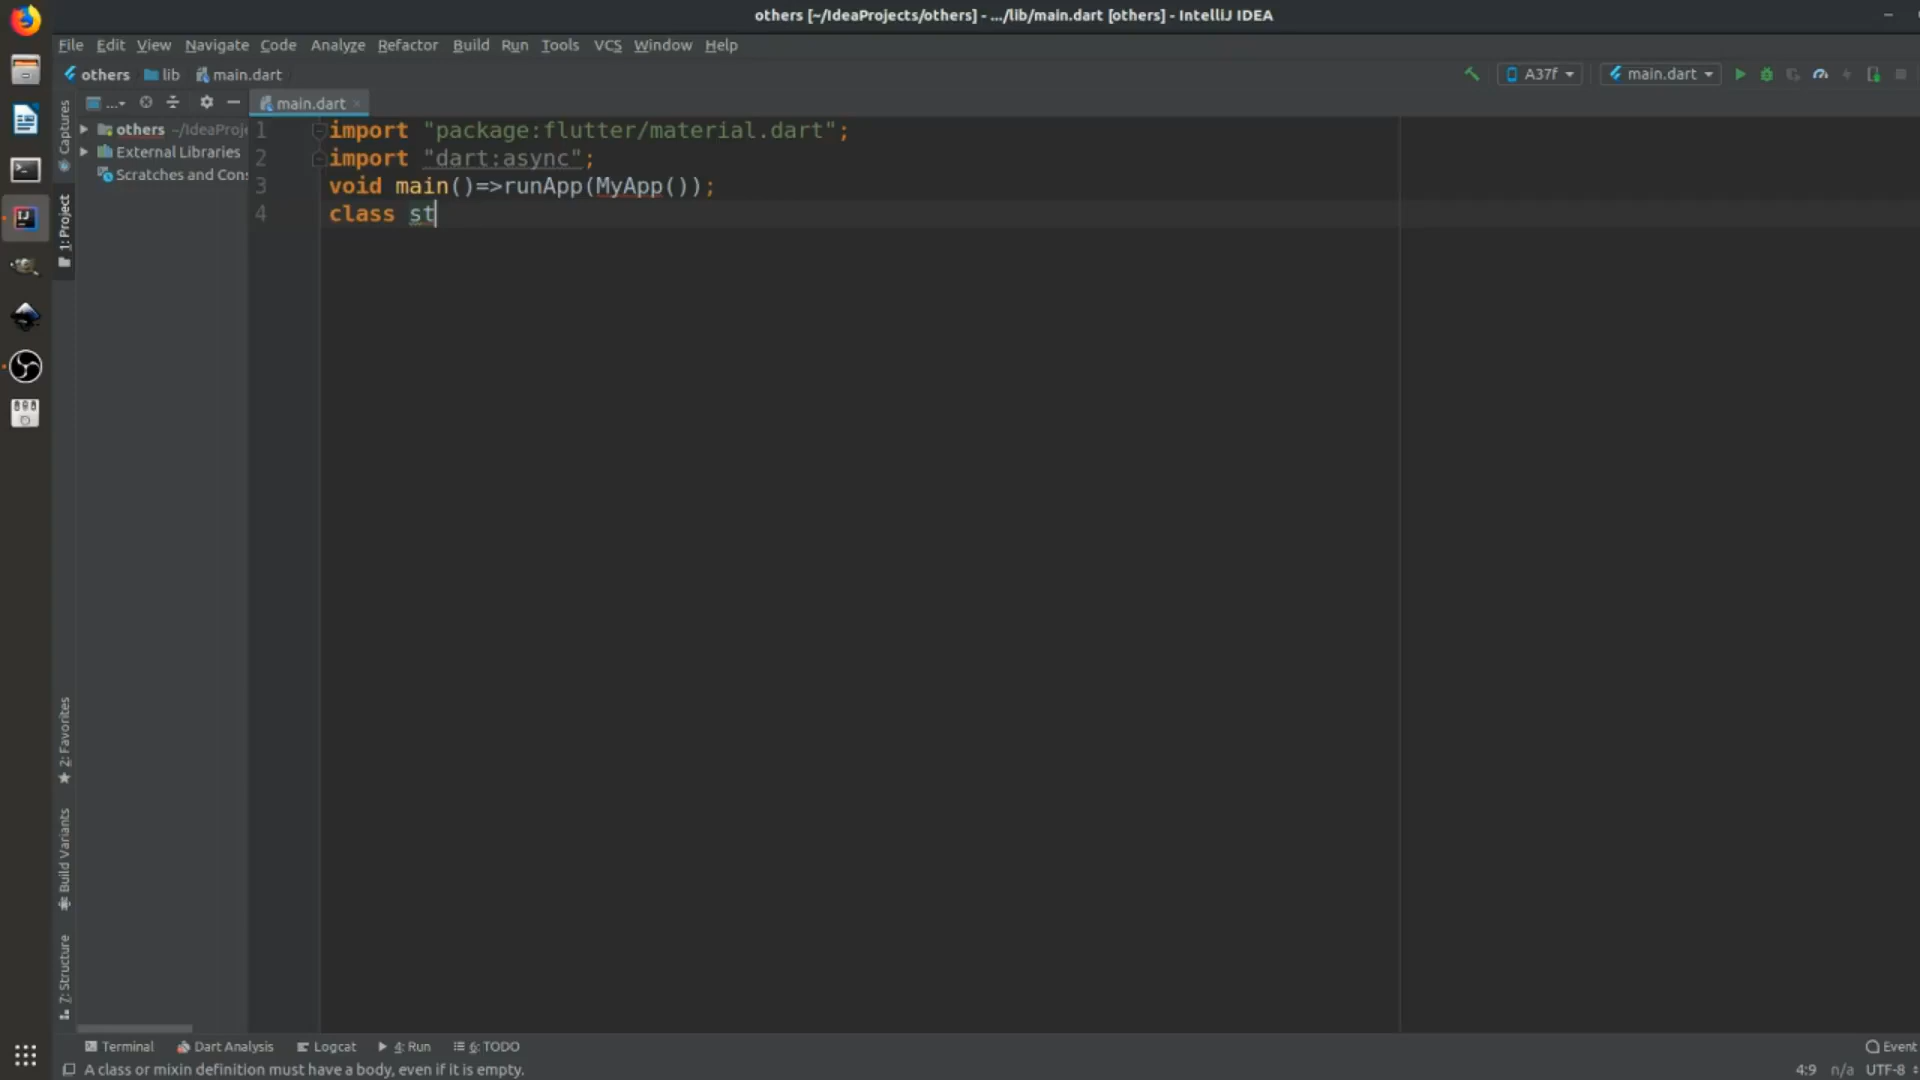 others [~/IdeaProjects/others] - .../lib/main.dart [others] - IntelliJ IDEA
File Edit View Navigate Code Analyze Refactor Build Run Tools VCS Window Help
others lib main.dart A37f main.dart
... main.dart
others ~/IdeaProje
External Libraries
Scratches and Cons
Captures
1: Project
2: Favorites
Build Variants
7: Structure
1 import "package:flutter/material.dart";
2 import "dart:async";
3 void main()=>runApp(MyApp());
4 class st
Terminal Dart Analysis Logcat 4: Run 6: TODO Event
A class or mixin definition must have a body, even if it is empty. 4:9 n/a UTF-8